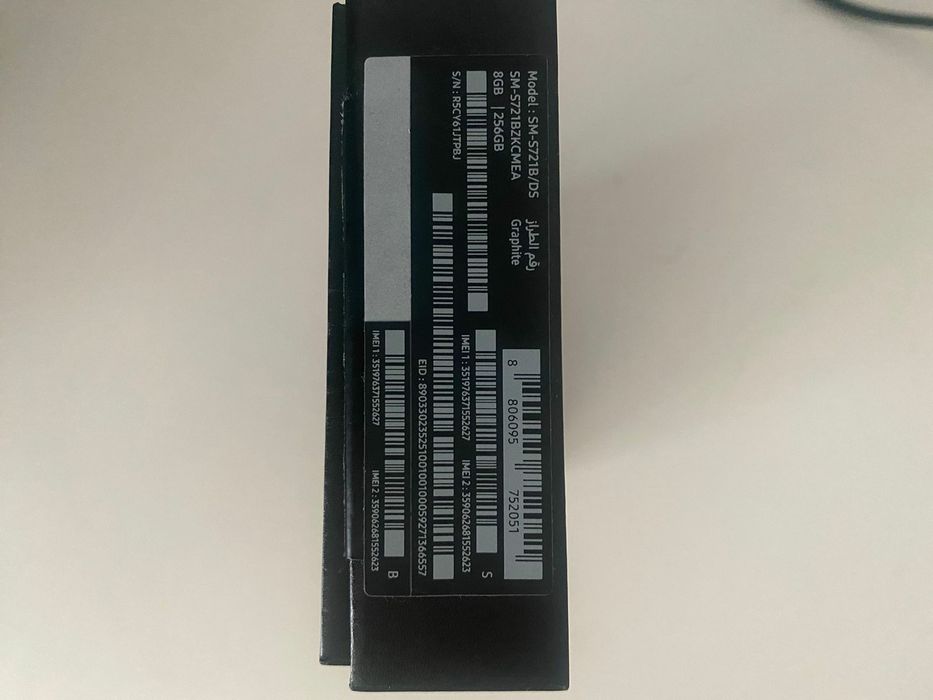 Model : SM-S721B/DS رقم الطراز
SM-S721BZKCMEA Graphite
8GB | 256GB
S/N : R5CY61JTPBJ
8 806095 752051
IMEI 1 : 351976371552627 IMEI 2 : 359062681552623
S
EID : 89033023525100100100059271366557
IMEI 1 : 351976371552627 IMEI 2 : 359062681552623
B